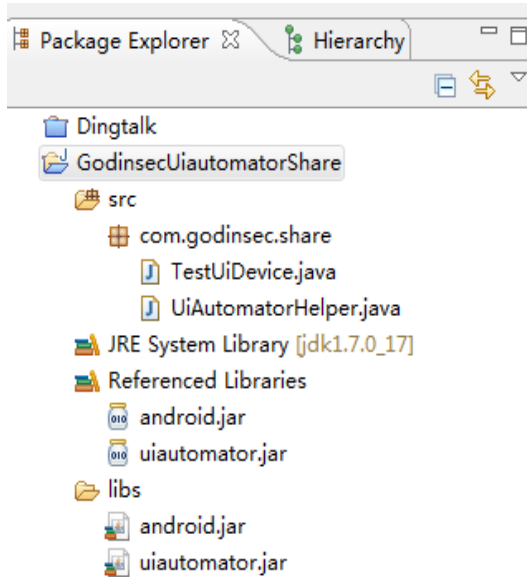 Package Explorer Hierarchy
Dingtalk
GodinsecUiautomatorShare
src
com.godinsec.share
TestUiDevice.java
UiAutomatorHelper.java
JRE System Library [jdk1.7.0_17]
Referenced Libraries
android.jar
uiautomator.jar
libs
android.jar
uiautomator.jar